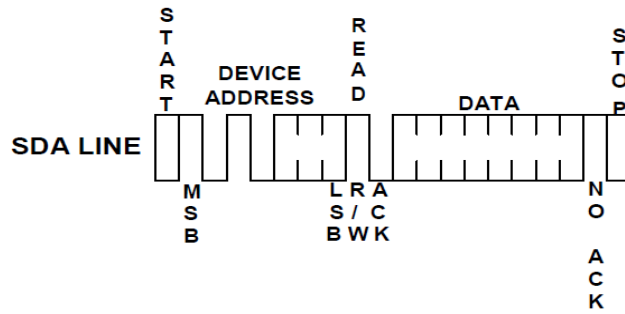 START
READ
STOP
DEVICE
ADDRESS
DATA
SDA LINE
MSB
LSB
R/W
ACK
NO ACK